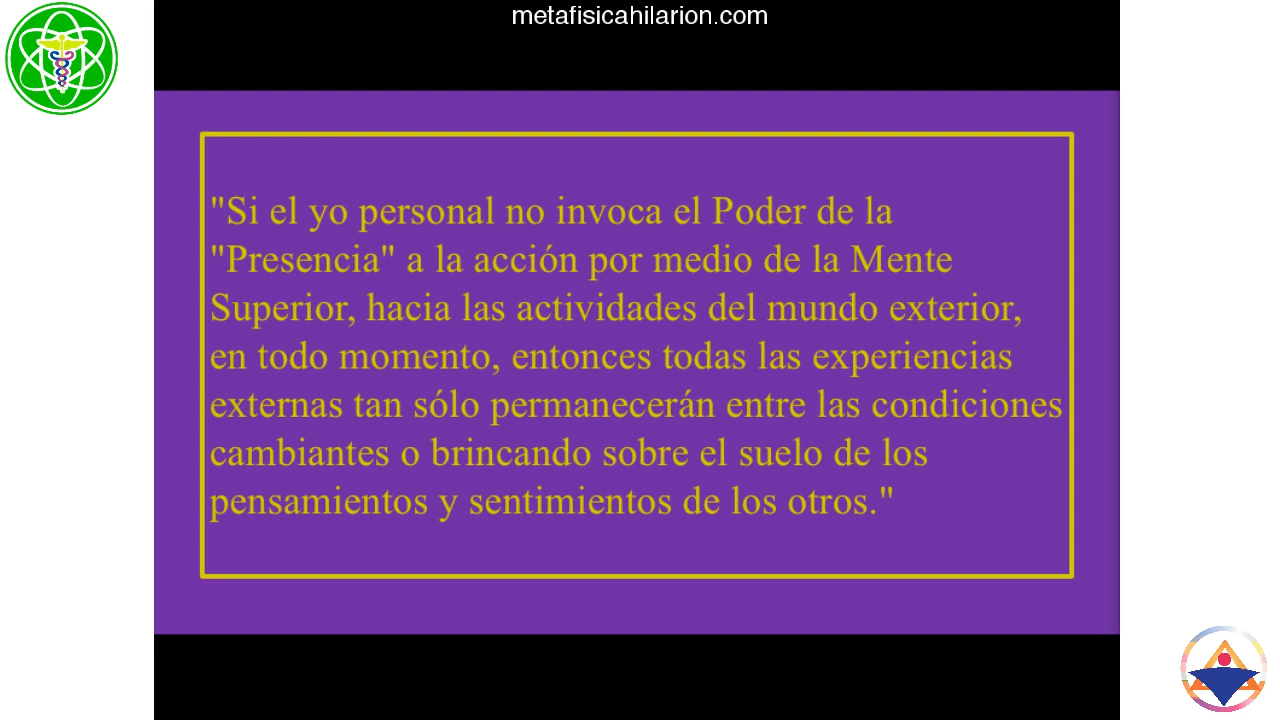 metafisicahilarion.com
"Si el yo personal no invoca el Poder de la
"Presencia" a la acción por medio de la Mente
Superior, hacia las actividades del mundo exterior,
en todo momento, entonces todas las experiencias
externas tan sólo permanecerán entre las condiciones
cambiantes o brincando sobre el suelo de los
pensamientos y sentimientos de los otros."